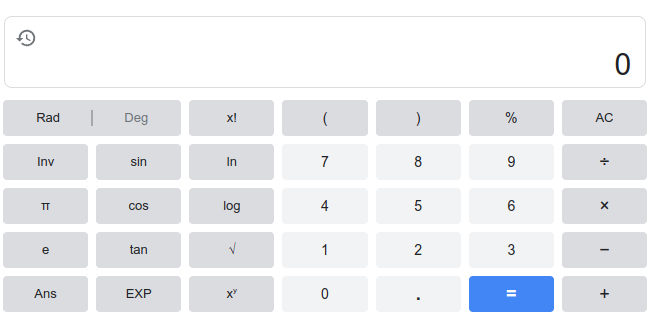 0
Rad | Deg x! ( ) % AC
Inv sin ln 7 8 9 ÷
π cos log 4 5 6 ×
e tan √ 1 2 3 −
Ans EXP xʸ 0 . = +